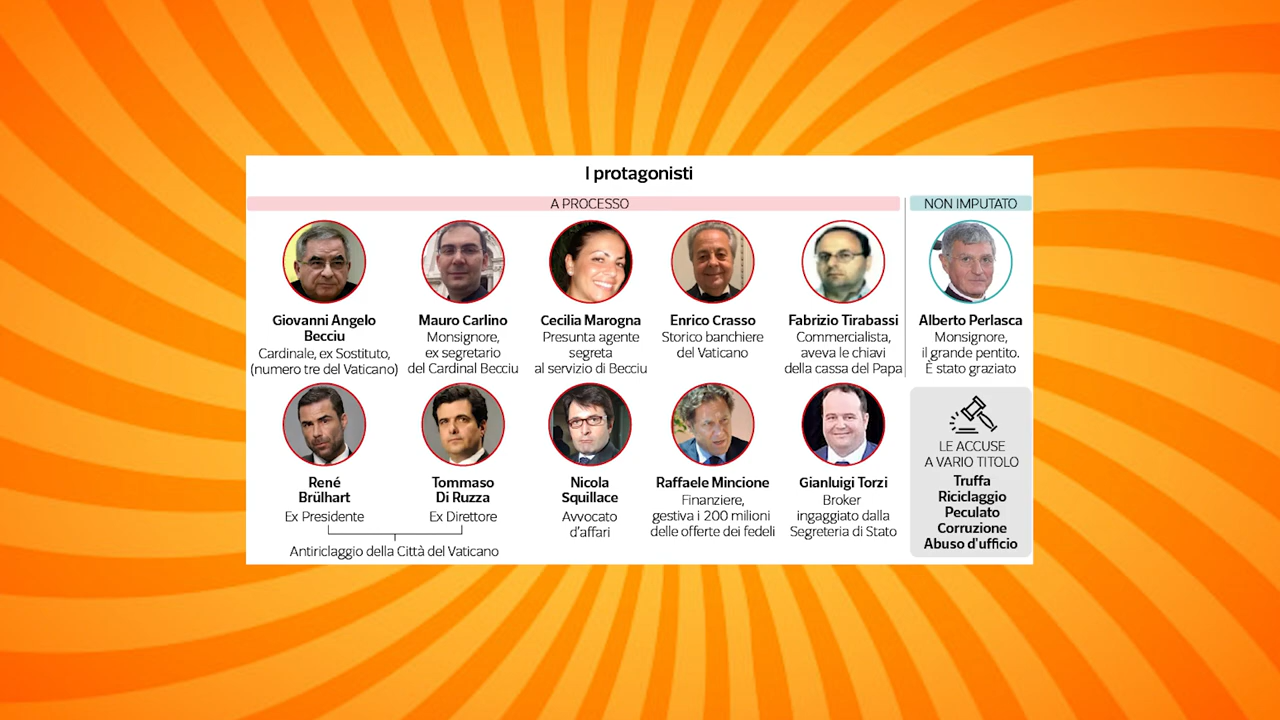 I protagonisti
A PROCESSO
NON IMPUTATO
Giovanni Angelo
Becciu
Cardinale, ex Sostituto,
(numero tre del Vaticano)
Mauro Carlino
Monsignore,
ex segretario
del Cardinal Becciu
Cecilia Marogna
Presunta agente
segreta
al servizio di Becciu
Enrico Crasso
Storico banchiere
del Vaticano
Fabrizio Tirabassi
Commercialista,
aveva le chiavi
della cassa del Papa
Alberto Perlasca
Monsignore,
il grande pentito.
È stato graziato
René
Brülhart
Ex Presidente
Tommaso
Di Ruzza
Ex Direttore
Antiriclaggio della Città del Vaticano
Nicola
Squillace
Avvocato
d'affari
Raffaele Mincione
Finanziere,
gestiva i 200 milioni
delle offerte dei fedeli
Gianluigi Torzi
Broker
ingaggiato dalla
Segreteria di Stato
LE ACCUSE
A VARIO TITOLO
Truffa
Riciclaggio
Peculato
Corruzione
Abuso d'ufficio